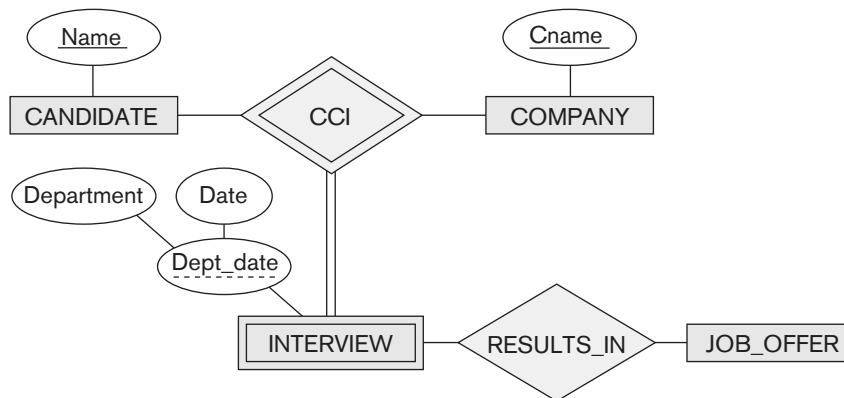 Name
Cname
CANDIDATE
CCI
COMPANY
Department
Date
Dept_date
INTERVIEW
RESULTS_IN
JOB_OFFER